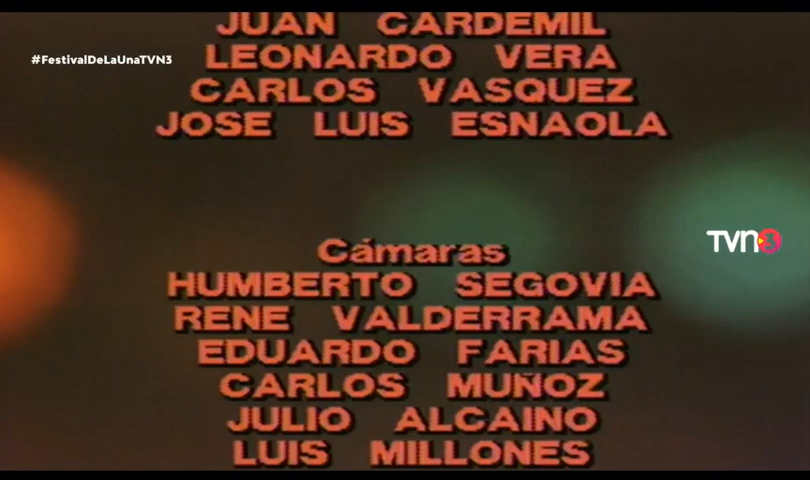 JUAN CARDEMIL
#FestivalDeLaUnaTVN3
LEONARDO VERA
CARLOS VASQUEZ
JOSE LUIS ESNAOLA
TVN3
Cámaras
HUMBERTO SEGOVIA
RENE VALDERRAMA
EDUARDO FARIAS
CARLOS MUÑOZ
JULIO ALCAINO
LUIS MILLONES